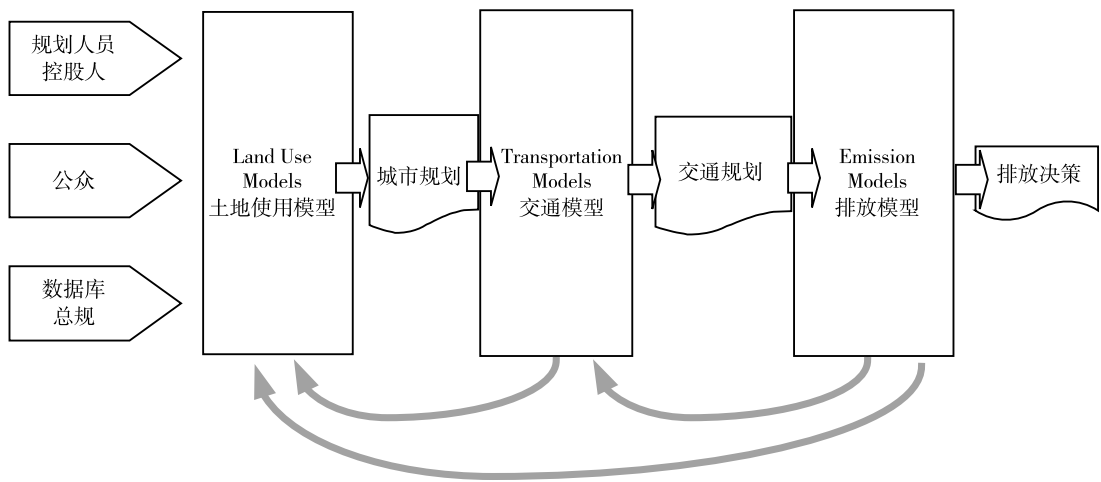 规划人员
控股人
公众
数据库
总规
Land Use
Models
土地使用模型
城市规划
Transportation
Models
交通模型
交通规划
Emission
Models
排放模型
排放决策